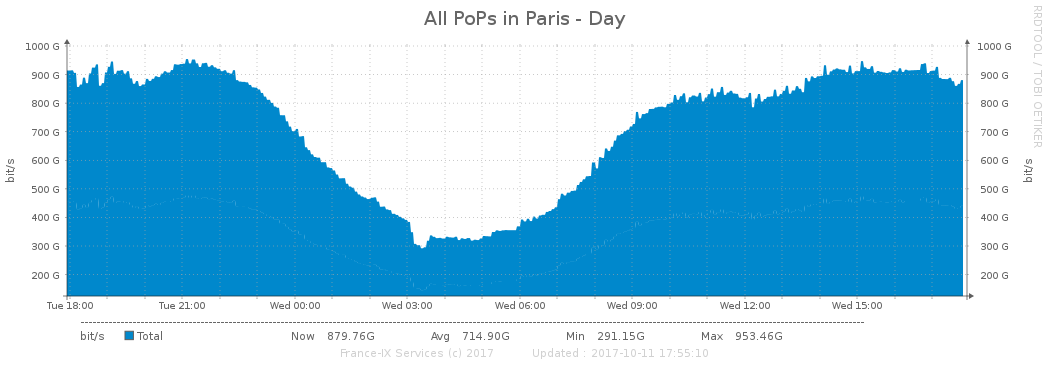 All PoPs in Paris - Day
RRDTOOL / TOBI OETIKER
bit/s
bit/s
1000 G 1000 G
900 G 900 G
800 G 800 G
700 G 700 G
600 G 600 G
500 G 500 G
400 G 400 G
300 G 300 G
200 G 200 G
Tue 18:00 Tue 21:00 Wed 00:00 Wed 03:00 Wed 06:00 Wed 09:00 Wed 12:00 Wed 15:00
bit/s Total Now 879.76G Avg 714.90G Min 291.15G Max 953.46G
France-IX Services (c) 2017 Updated : 2017-10-11 17:55:10